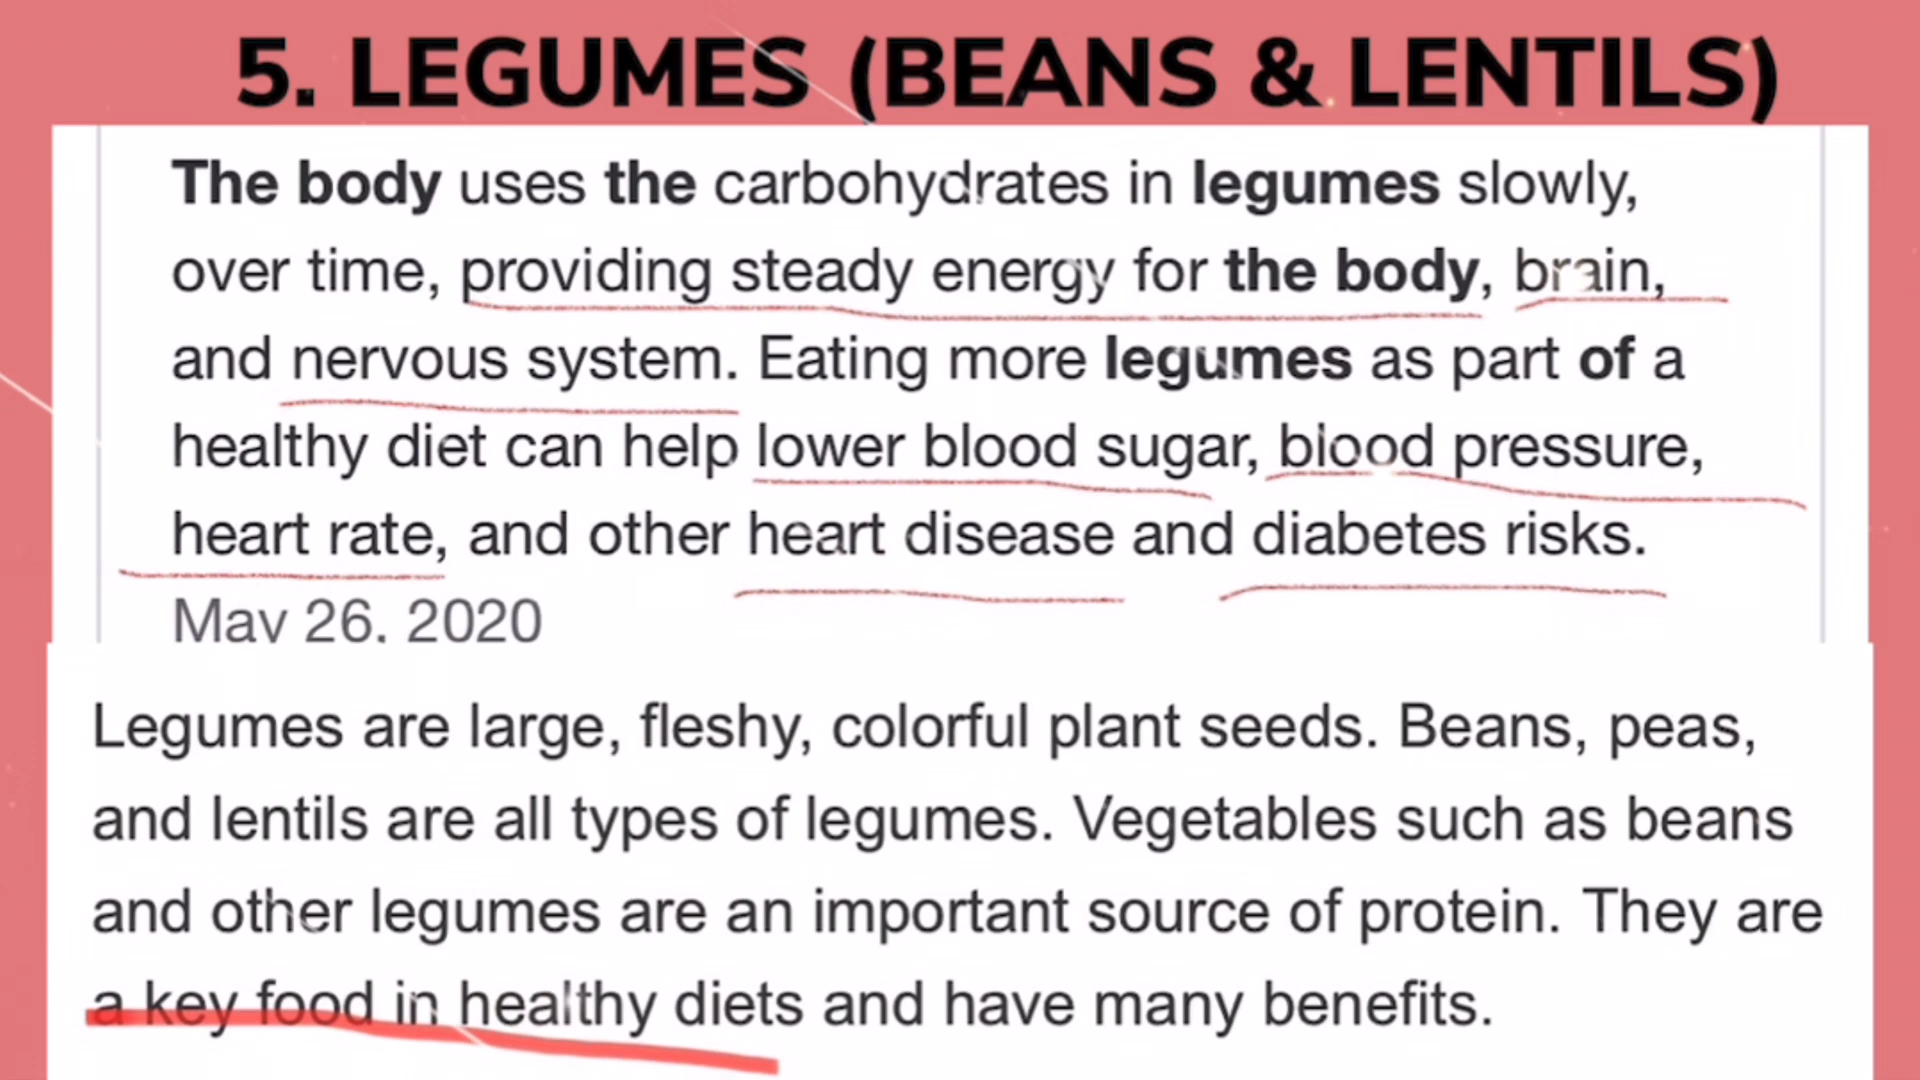 5. LEGUMES (BEANS & LENTILS)
The body uses the carbohydrates in legumes slowly,
over time, providing steady energy for the body, brain,
and nervous system. Eating more legumes as part of a
healthy diet can help lower blood sugar, blood pressure,
heart rate, and other heart disease and diabetes risks.
May 26, 2020
Legumes are large, fleshy, colorful plant seeds. Beans, peas,
and lentils are all types of legumes. Vegetables such as beans
and other legumes are an important source of protein. They are
a key food in healthy diets and have many benefits.